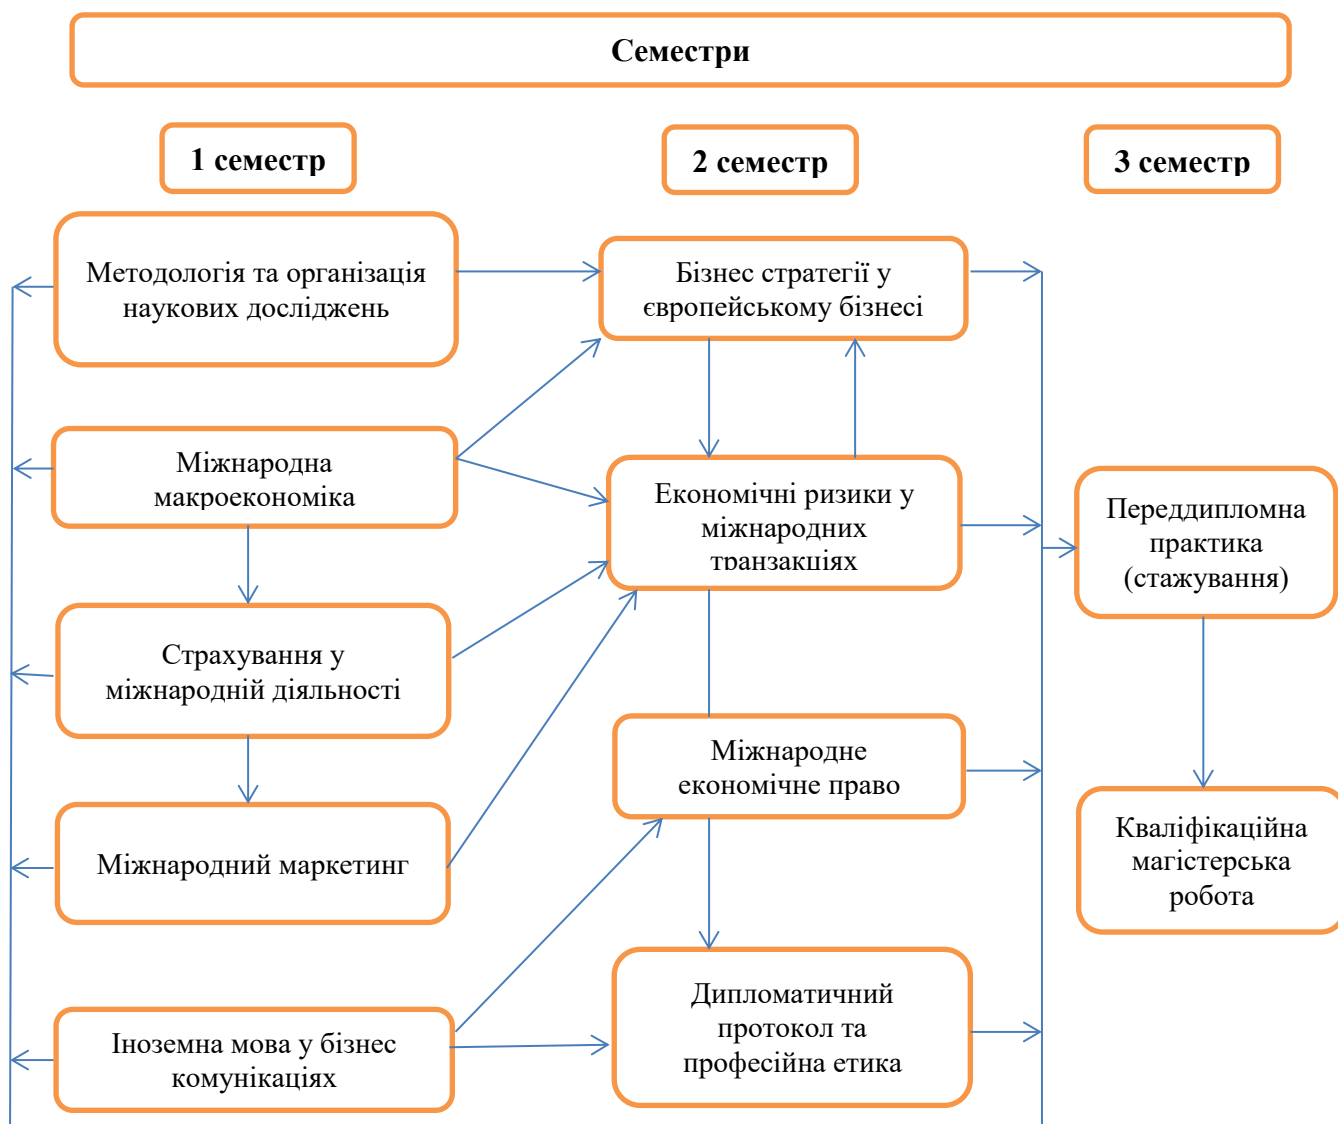 Семестри
1 семестр
2 семестр
3 семестр
Методологія та організація
наукових досліджень
Бізнес стратегії у
європейському бізнесі
Міжнародна
макроекономіка
Економічні ризики у
міжнародних
транзакціях
Переддипломна
практика
(стажування)
Страхування у
міжнародній діяльності
Міжнародне
економічне право
Міжнародний маркетинг
Кваліфікаційна
магістерська
робота
Іноземна мова у бізнес
комунікаціях
Дипломатичний
протокол та
професійна етика